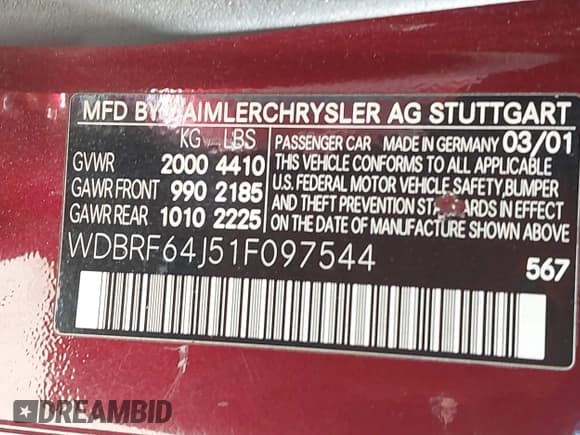 MFD BY DAIMLERCHRYSLER AG STUTTGART
KG LBS
GVWR 2000 4410
GAWR FRONT 990 2185
GAWR REAR 1010 2225
PASSENGER CAR MADE IN GERMANY 03/01
THIS VEHICLE CONFORMS TO ALL APPLICABLE
U.S. FEDERAL MOTOR VEHICLE SAFETY, BUMPER
AND THEFT PREVENTION STANDARDS IN EFFECT
ON THE DATE OF MANUFACTURE SHOWN ABOVE.
WDBRF64J51F097544
567
DREAMBID